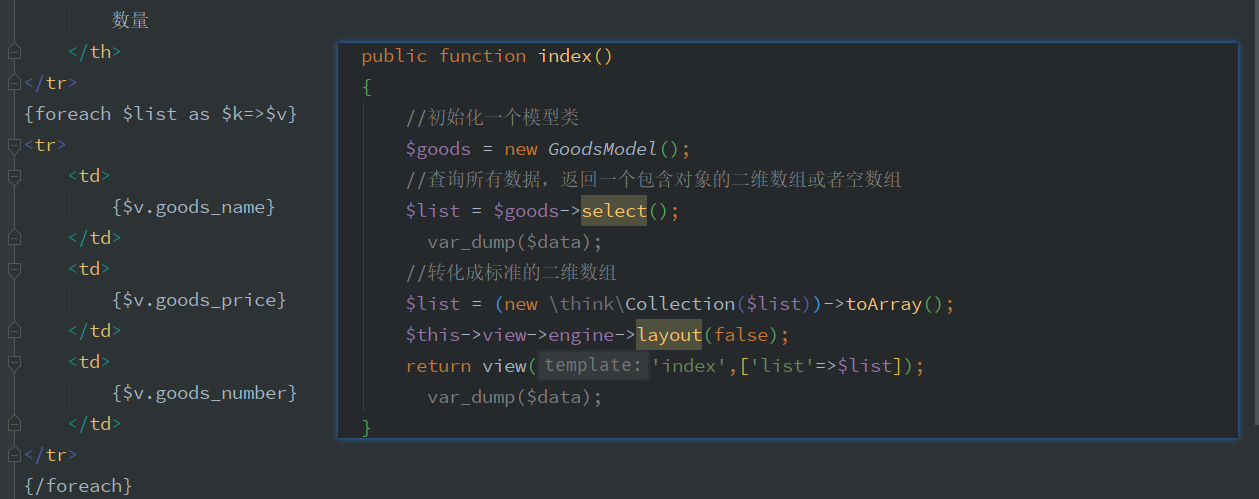 数量
</th>
</tr>
{foreach $list as $k=>$v}
<tr>
<td>
{$v.goods_name}
</td>
<td>
{$v.goods_price}
</td>
<td>
{$v.goods_number}
</td>
</tr>
{/foreach}
public function index()
{
//初始化一个模型类
$goods = new GoodsModel();
//查询所有数据，返回一个包含对象的二维数组或者空数组
$list = $goods->select();
var_dump($data);
//转化成标准的二维数组
$list = (new \think\Collection($list))->toArray();
$this->view->engine->layout(false);
return view( template: 'index',['list'=>$list]);
var_dump($data);
}